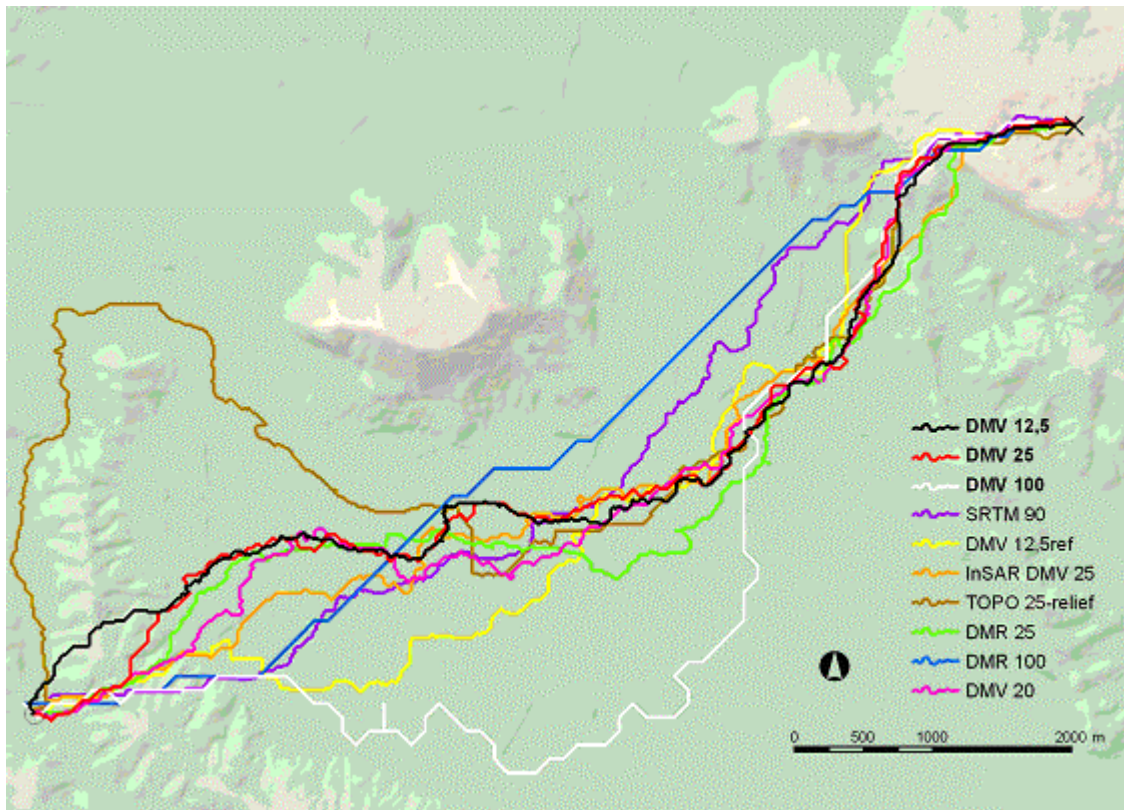 DMV 12,5
DMV 25
DMV 100
SRTM 90
DMV 12,5ref
InSAR DMV 25
TOPO 25-relief
DMR 25
DMR 100
DMV 20
0 500 1000 2000 m